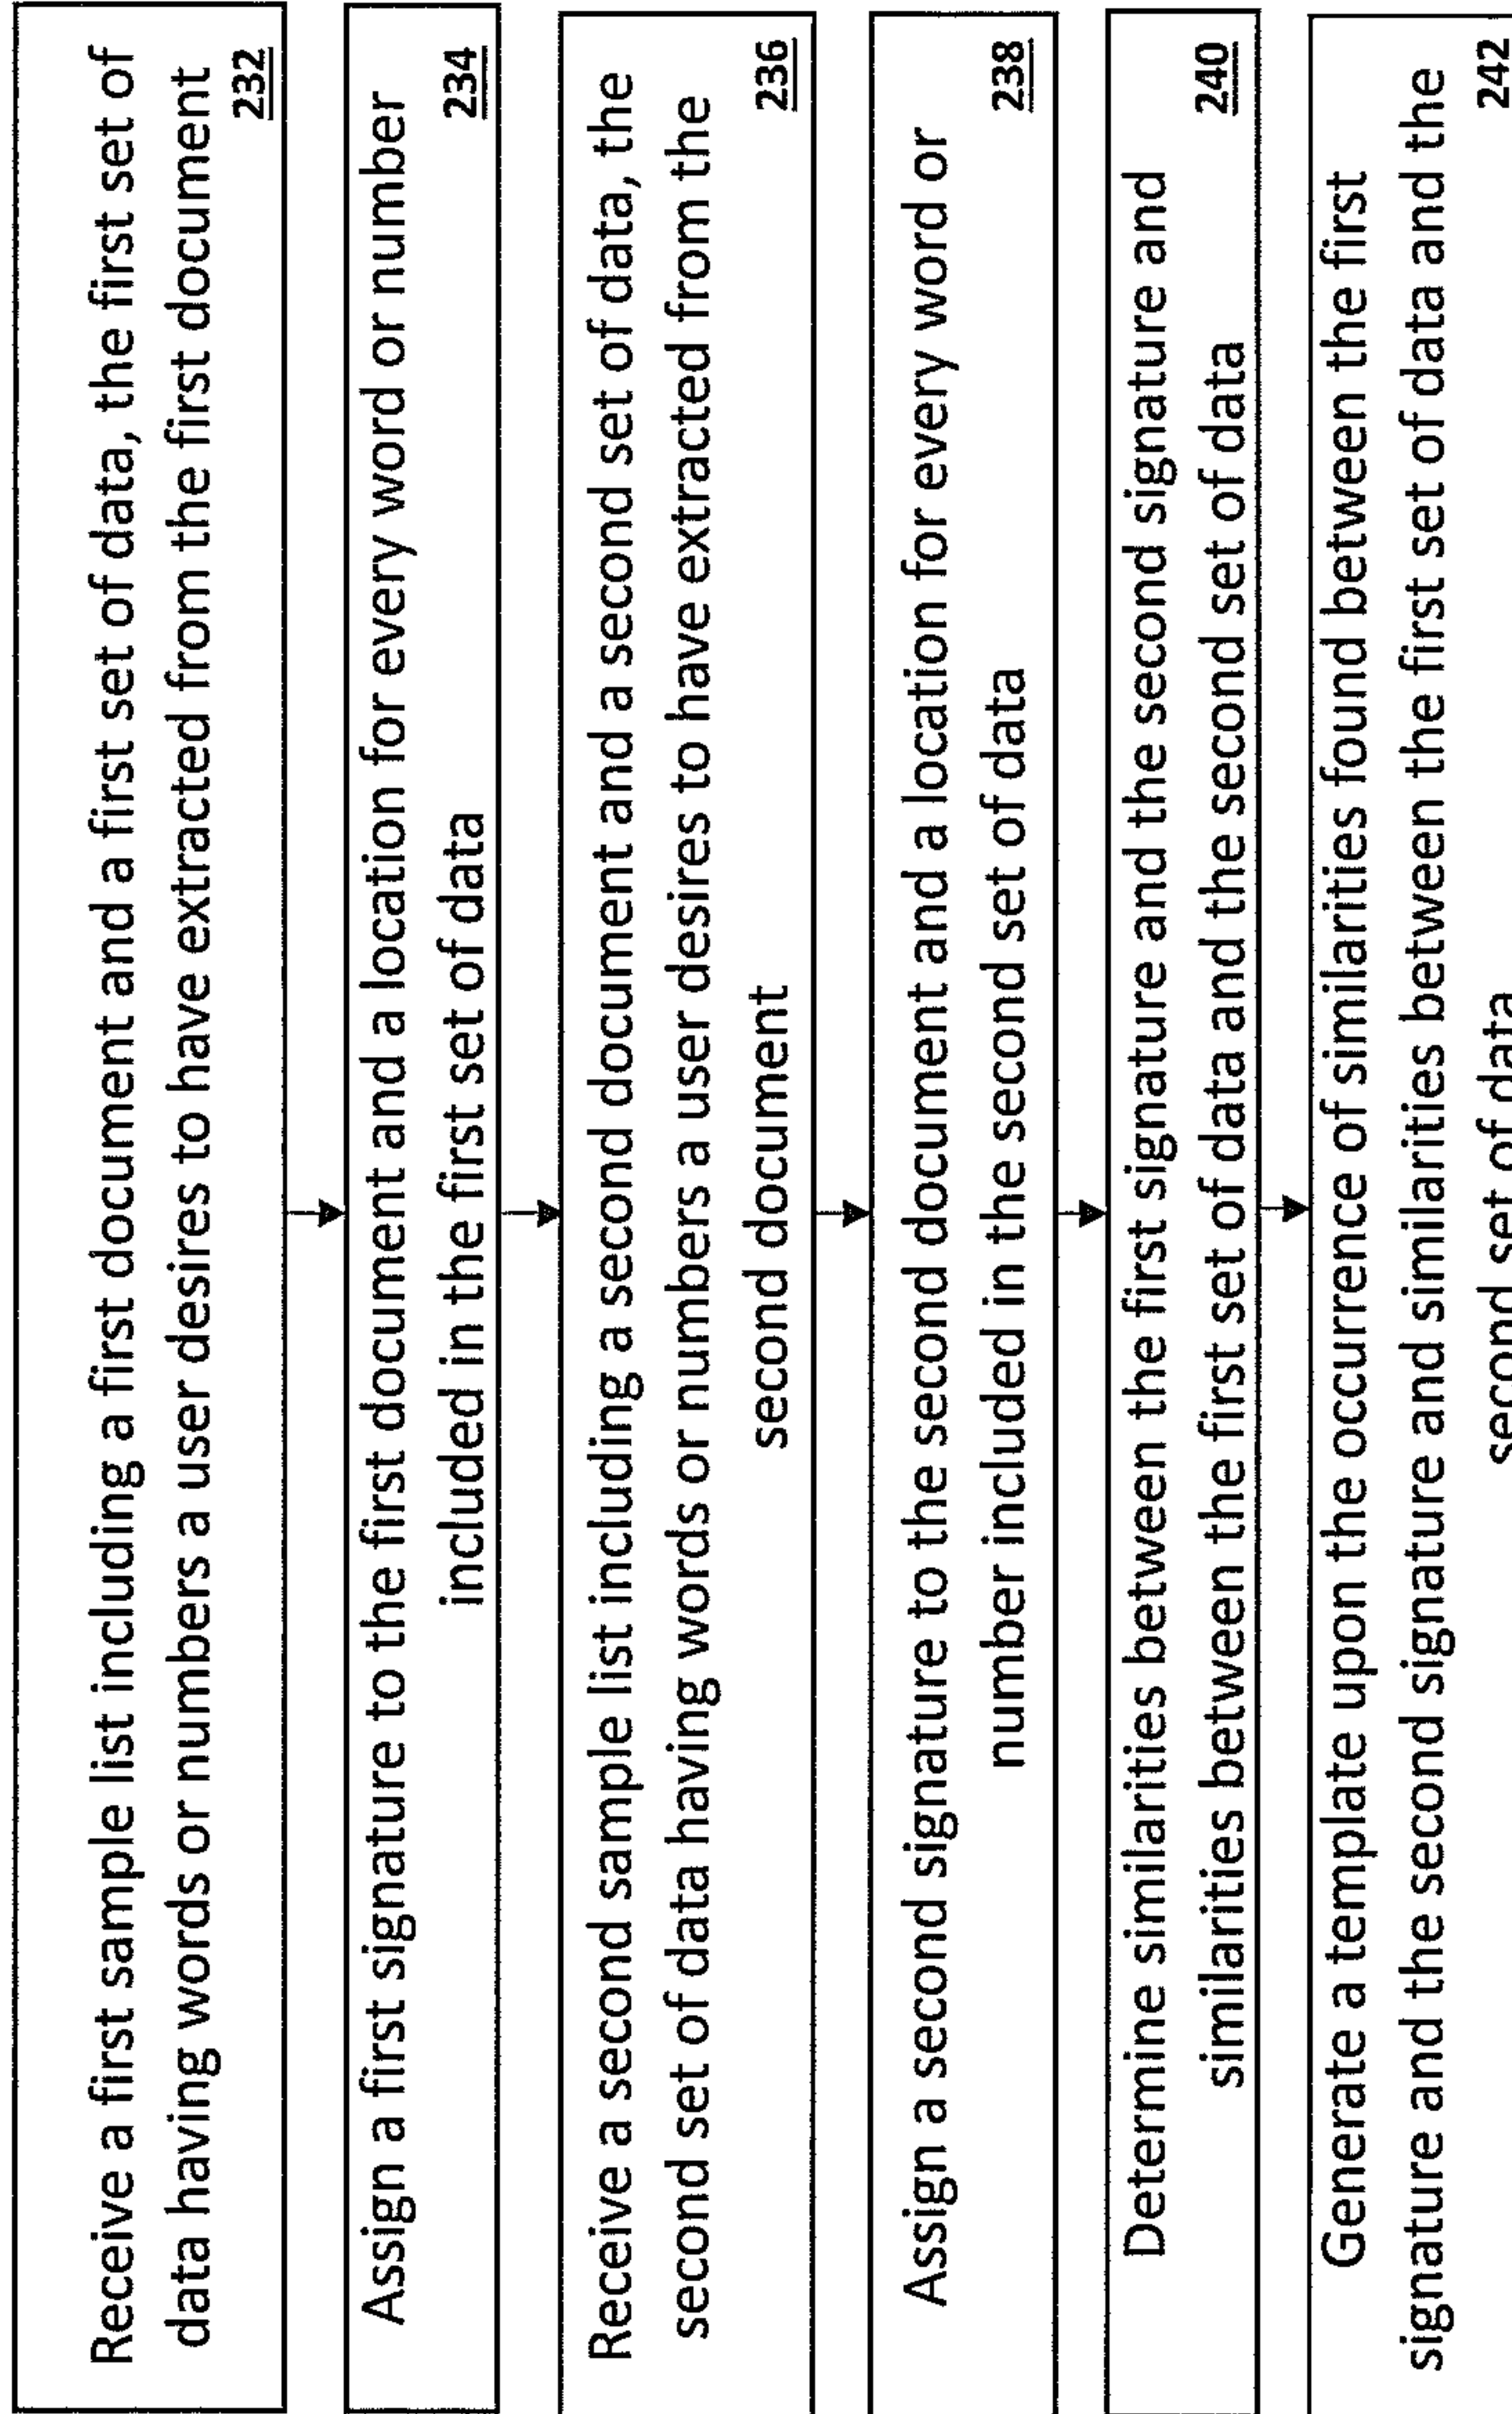 Receive a first sample list including a first document and a first set of data, the first set of
data having words or numbers a user desires to have extracted from the first document
232
Assign a first signature to the first document and a location for every word or number
included in the first set of data
234
Receive a second sample list including a second document and a second set of data, the
second set of data having words or numbers a user desires to have extracted from the
second document
236
Assign a second signature to the second document and a location for every word or
number included in the second set of data
238
Determine similarities between the first signature and the second signature and
similarities between the first set of data and the second set of data
240
Generate a template upon the occurrence of similarities found between the first
signature and the second signature and similarities between the first set of data and the
second set of data
242